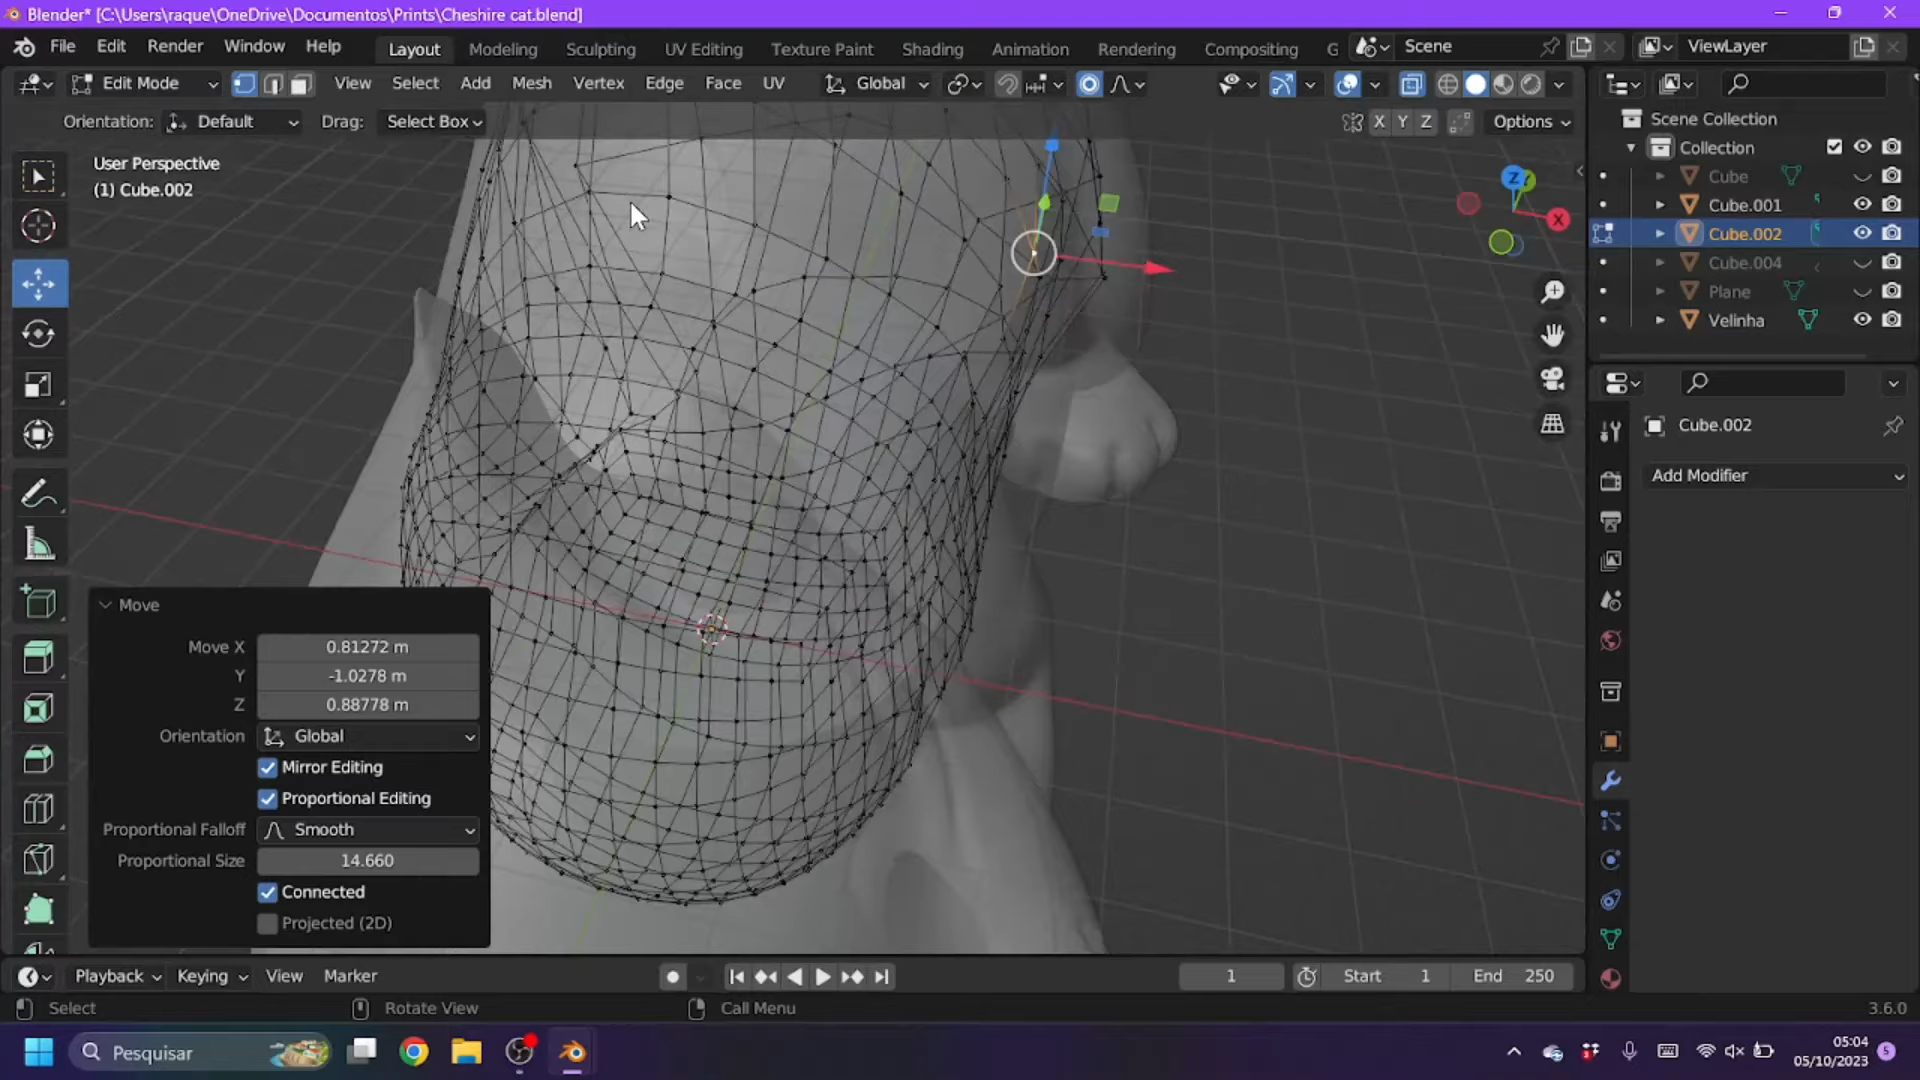 Blender* [C:\Users\raque\OneDrive\Documentos\Prints\Cheshire cat.blend]
File Edit Render Window Help Layout Modeling Sculpting UV Editing Texture Paint Shading Animation Rendering Compositing G Scene ViewLayer
Edit Mode View Select Add Mesh Vertex Edge Face UV Global
Orientation: Default Drag: Select Box X Y Z Options
User Perspective
(1) Cube.002
Z
X
Scene Collection
Collection
Cube
Cube.001
Cube.002
Cube.004
Plane
Velinha
Cube.002
Add Modifier
Move
Move X 0.81272 m
Y -1.0278 m
Z 0.88778 m
Orientation Global
Mirror Editing
Proportional Editing
Proportional Falloff Smooth
Proportional Size 14.660
Connected
Projected (2D)
Playback Keying View Marker 1 Start 1 End 250
Select Rotate View Call Menu 3.6.0
Pesquisar
05:04
05/10/2023
5